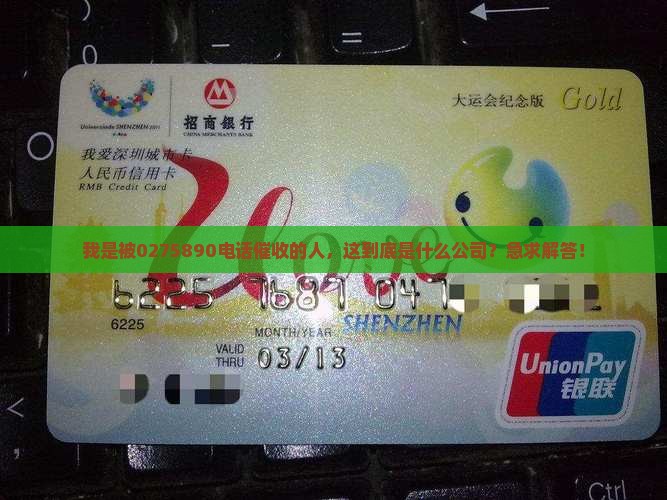 Universiade SHENZHEN 2011
招商银行
CHINA MERCHANTS BANK
大运会纪念版 Gold
我爱深圳城市卡
人民币信用卡
RMB Credit Card
我是被0275890电话催收的人，这到底是什么公司？急求解答！
6225 7687 047
6225
SHENZHEN
MONTH/YEAR
VALID
THRU
03/13
UnionPay
银联
Ctrl